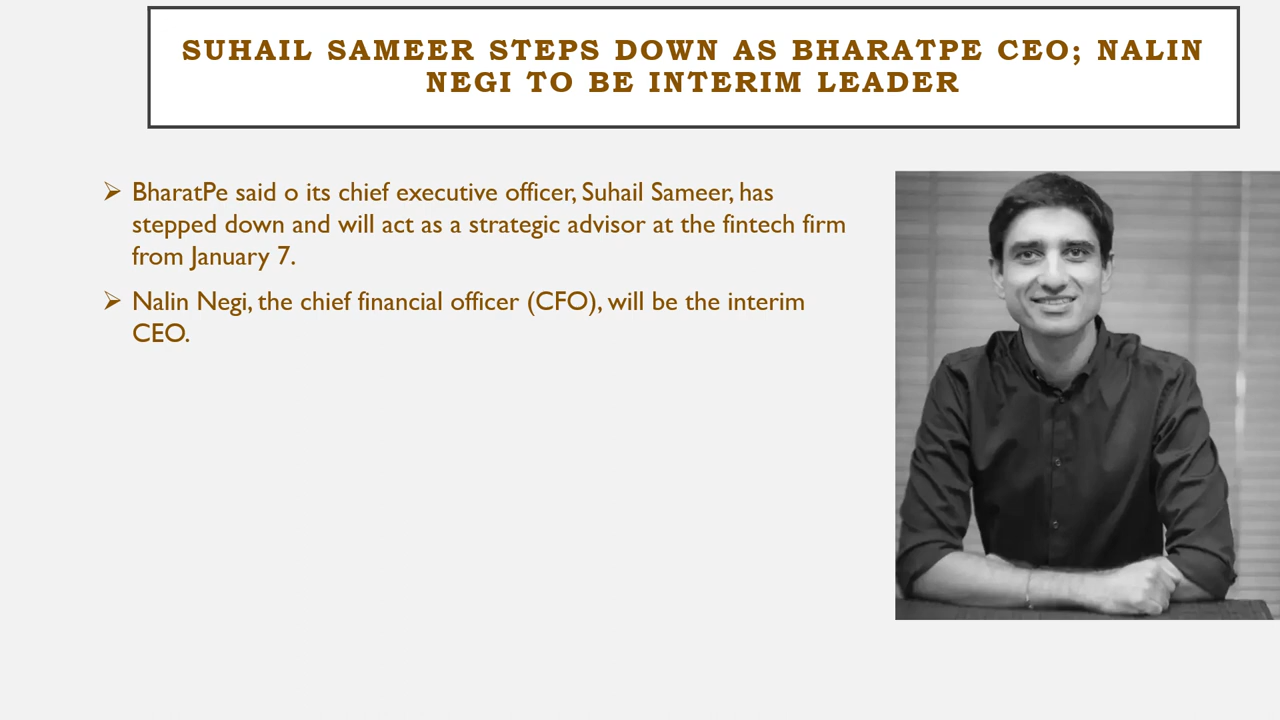 SUHAIL SAMEER STEPS DOWN AS BHARATPE CEO; NALIN
NEGI TO BE INTERIM LEADER
BharatPe said o its chief executive officer, Suhail Sameer, has
stepped down and will act as a strategic advisor at the fintech firm
from January 7.
Nalin Negi, the chief financial officer (CFO), will be the interim
CEO.